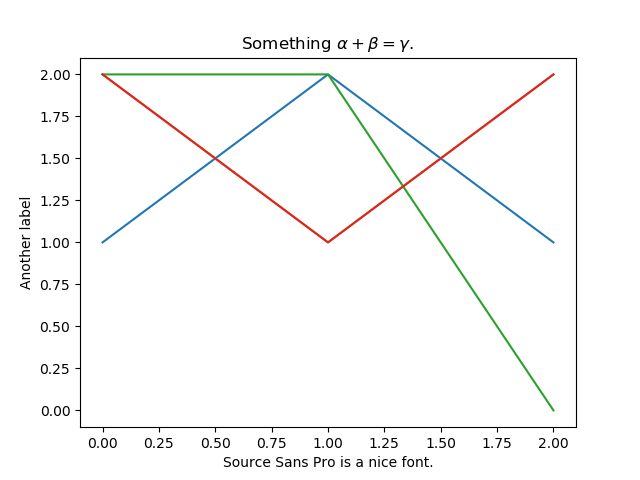 Something α + β = γ.
2.00
1.75
1.50
1.25
1.00
0.75
0.50
0.25
0.00
Another label
0.00 0.25 0.50 0.75 1.00 1.25 1.50 1.75 2.00
Source Sans Pro is a nice font.